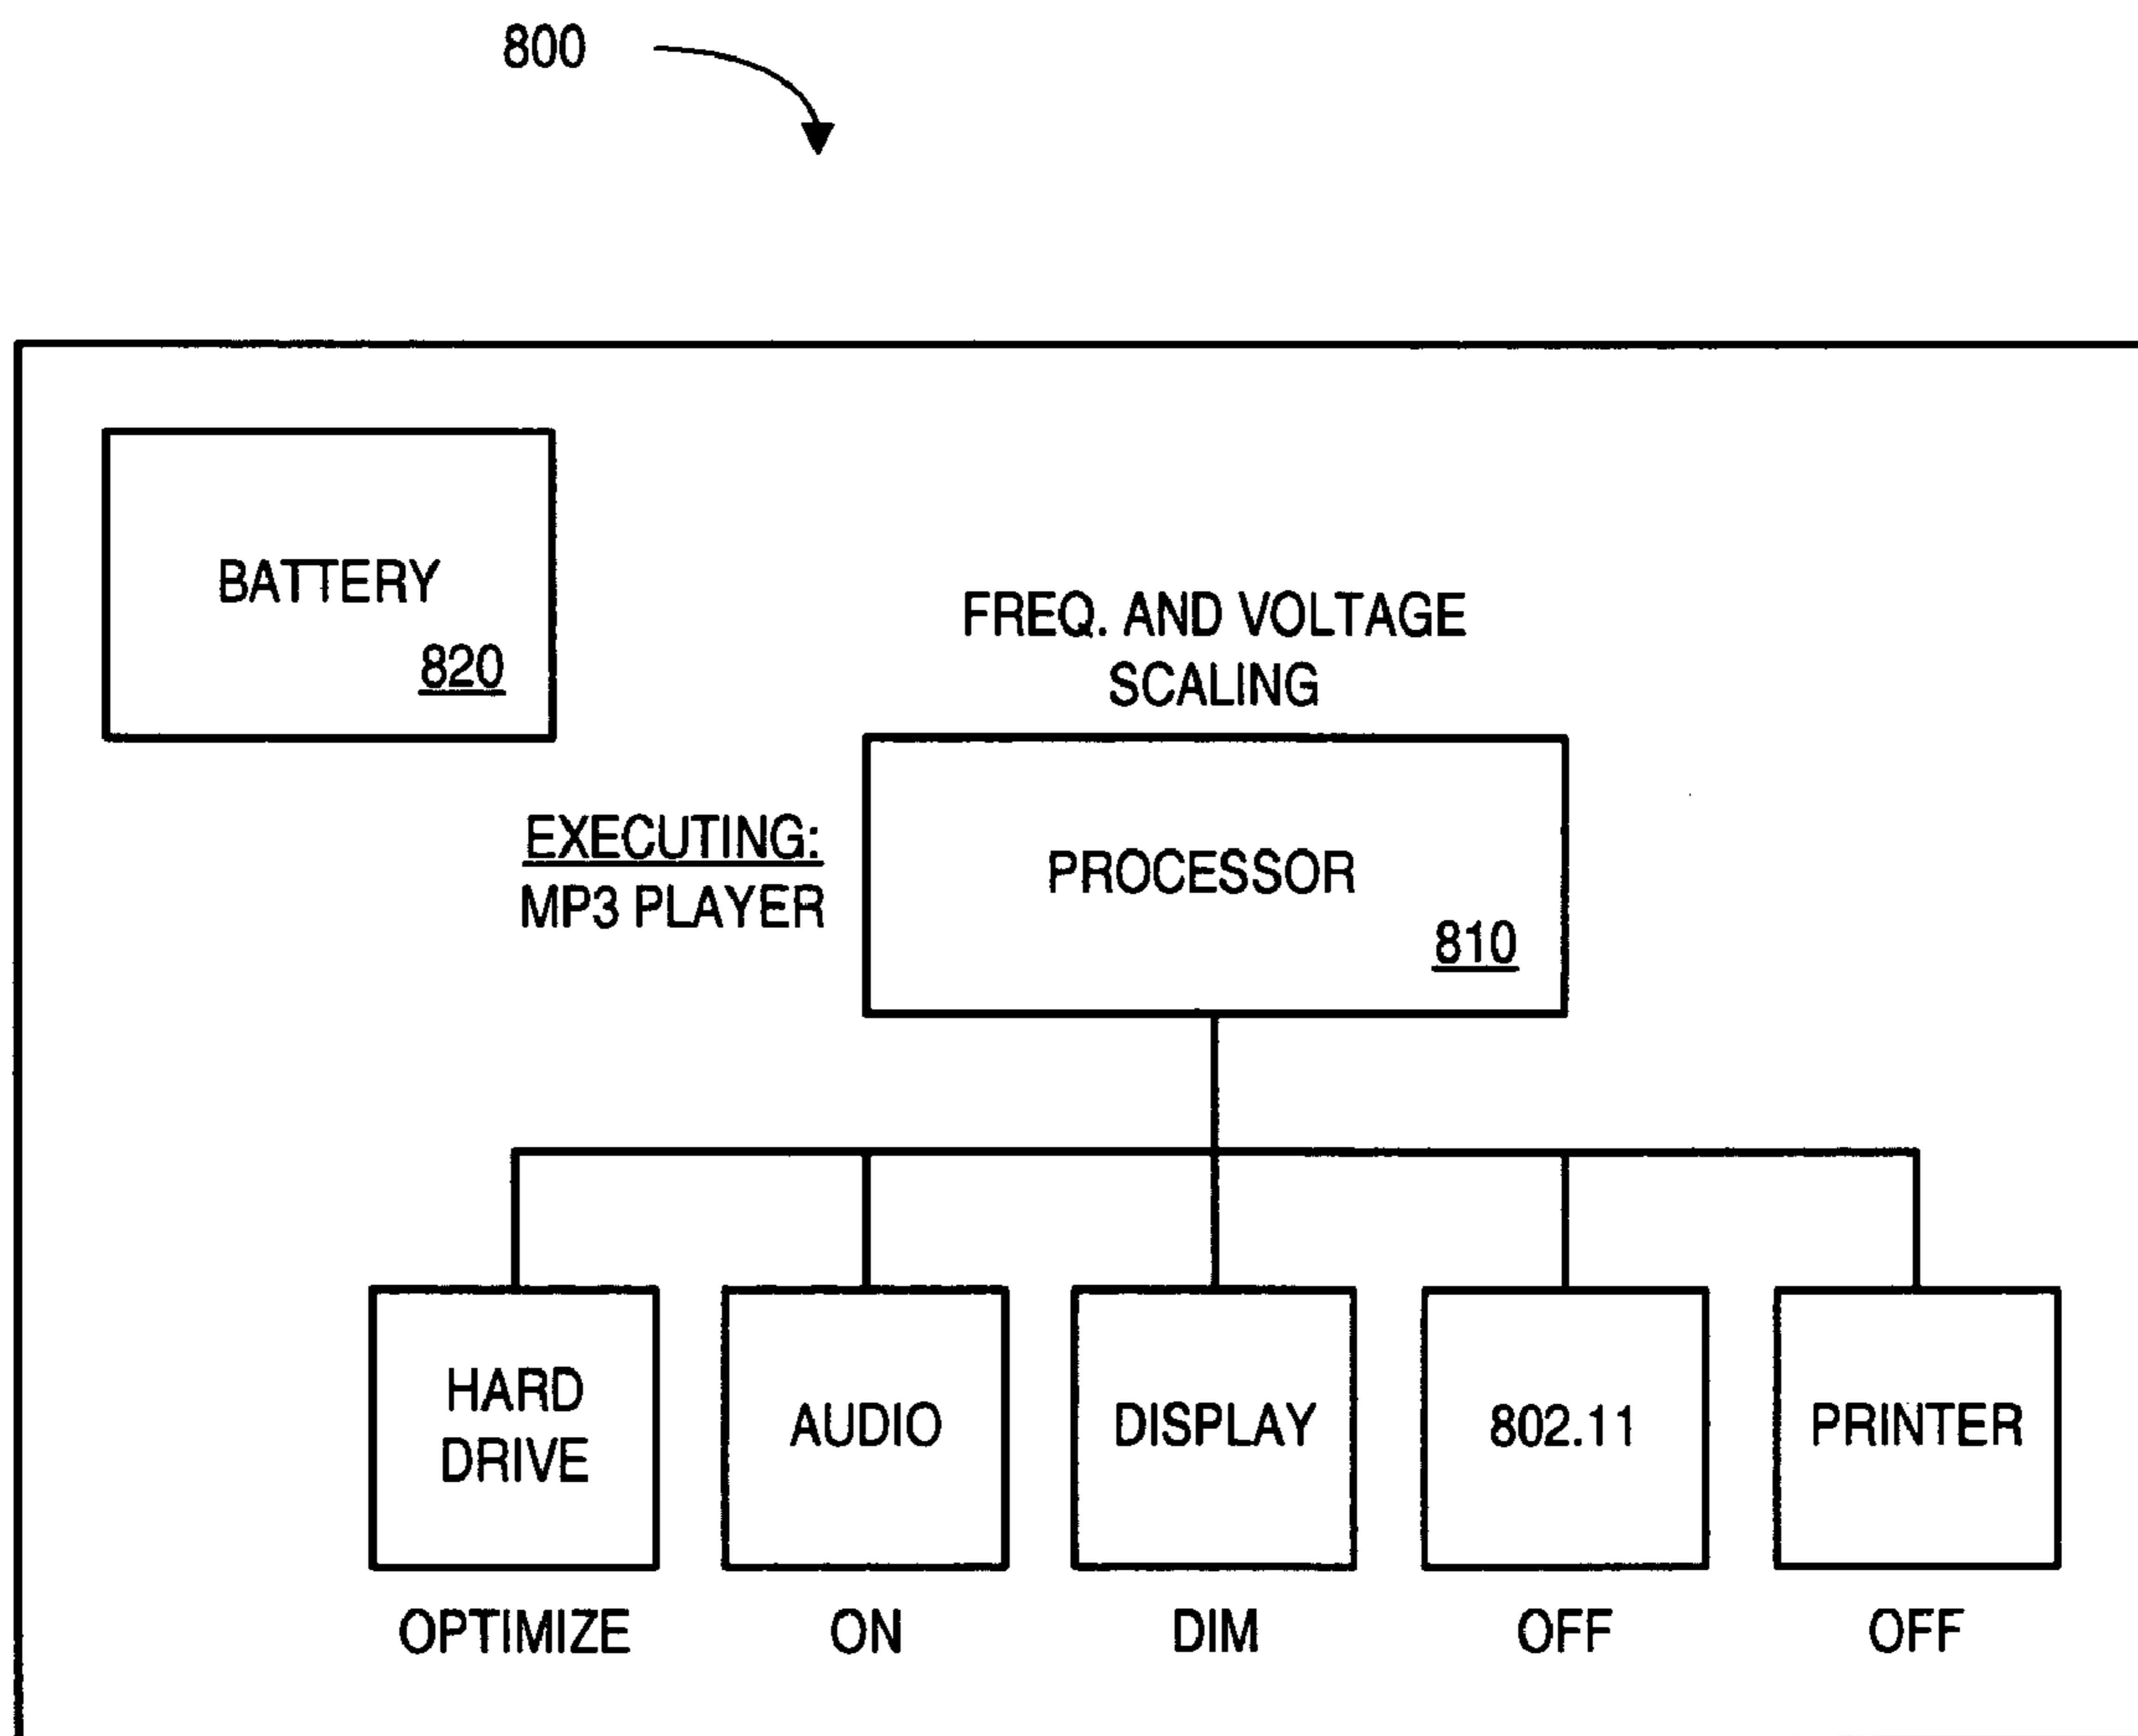 800
BATTERY
820
FREQ. AND VOLTAGE
SCALING
EXECUTING:
MP3 PLAYER
PROCESSOR
810
HARD
DRIVE
AUDIO
DISPLAY
802.11
PRINTER
OPTIMIZE
ON
DIM
OFF
OFF